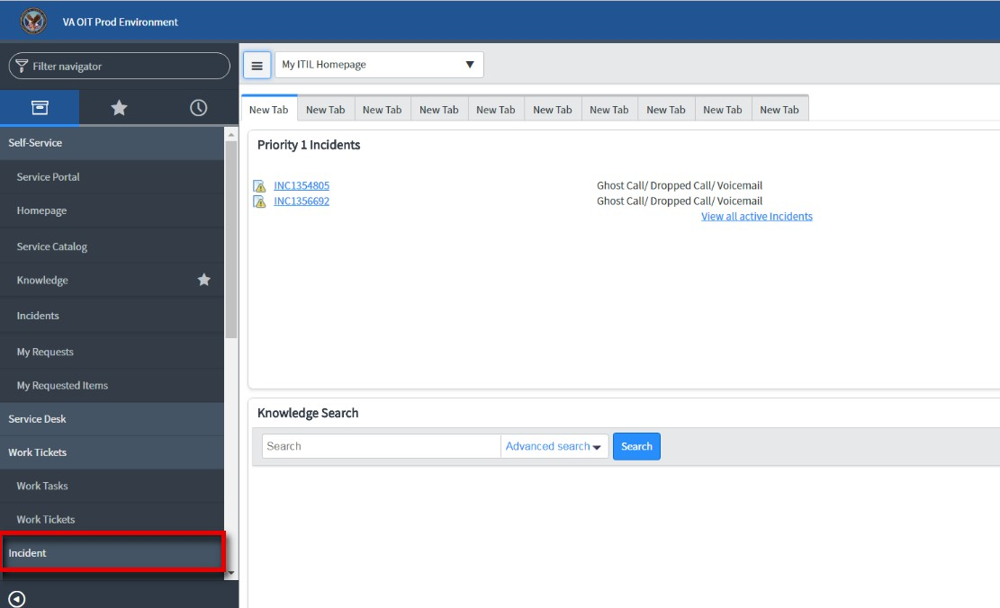 VA OIT Prod Environment
Filter navigator
Self-Service
Service Portal
Homepage
Service Catalog
Knowledge
Incidents
My Requests
My Requested Items
Service Desk
Work Tickets
Work Tasks
Work Tickets
Incident
My ITIL Homepage
New Tab New Tab New Tab New Tab New Tab New Tab New Tab New Tab New Tab New Tab
Priority 1 Incidents
INC1354805 Ghost Call/ Dropped Call/ Voicemail
INC1356692 Ghost Call/ Dropped Call/ Voicemail
View all active Incidents
Knowledge Search
Search Advanced search Search